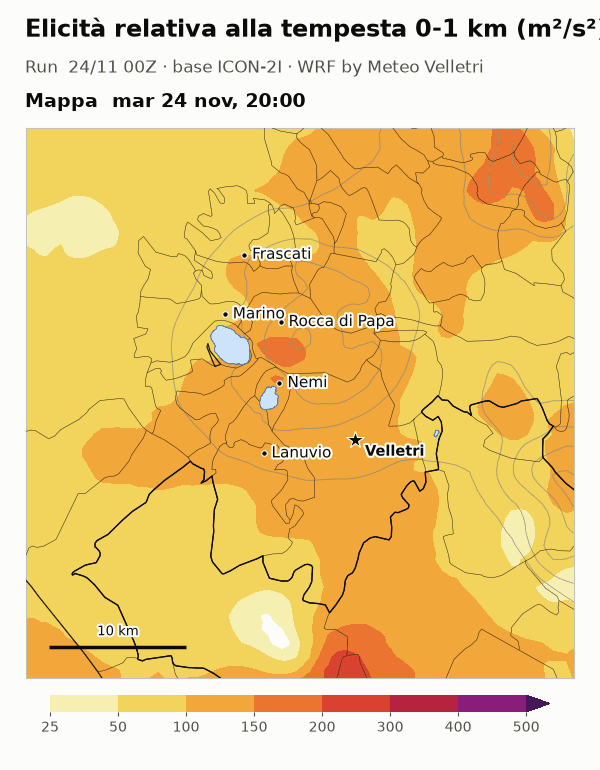 Elicità relativa alla tempesta 0-1 km (m²/s²)
Run 24/11 00Z · base ICON-2I · WRF by Meteo Velletri
Mappa mar 24 nov, 20:00
Frascati
Marino
Rocca di Papa
Nemi
Velletri
Lanuvio
10 km
25 50 100 150 200 300 400 500